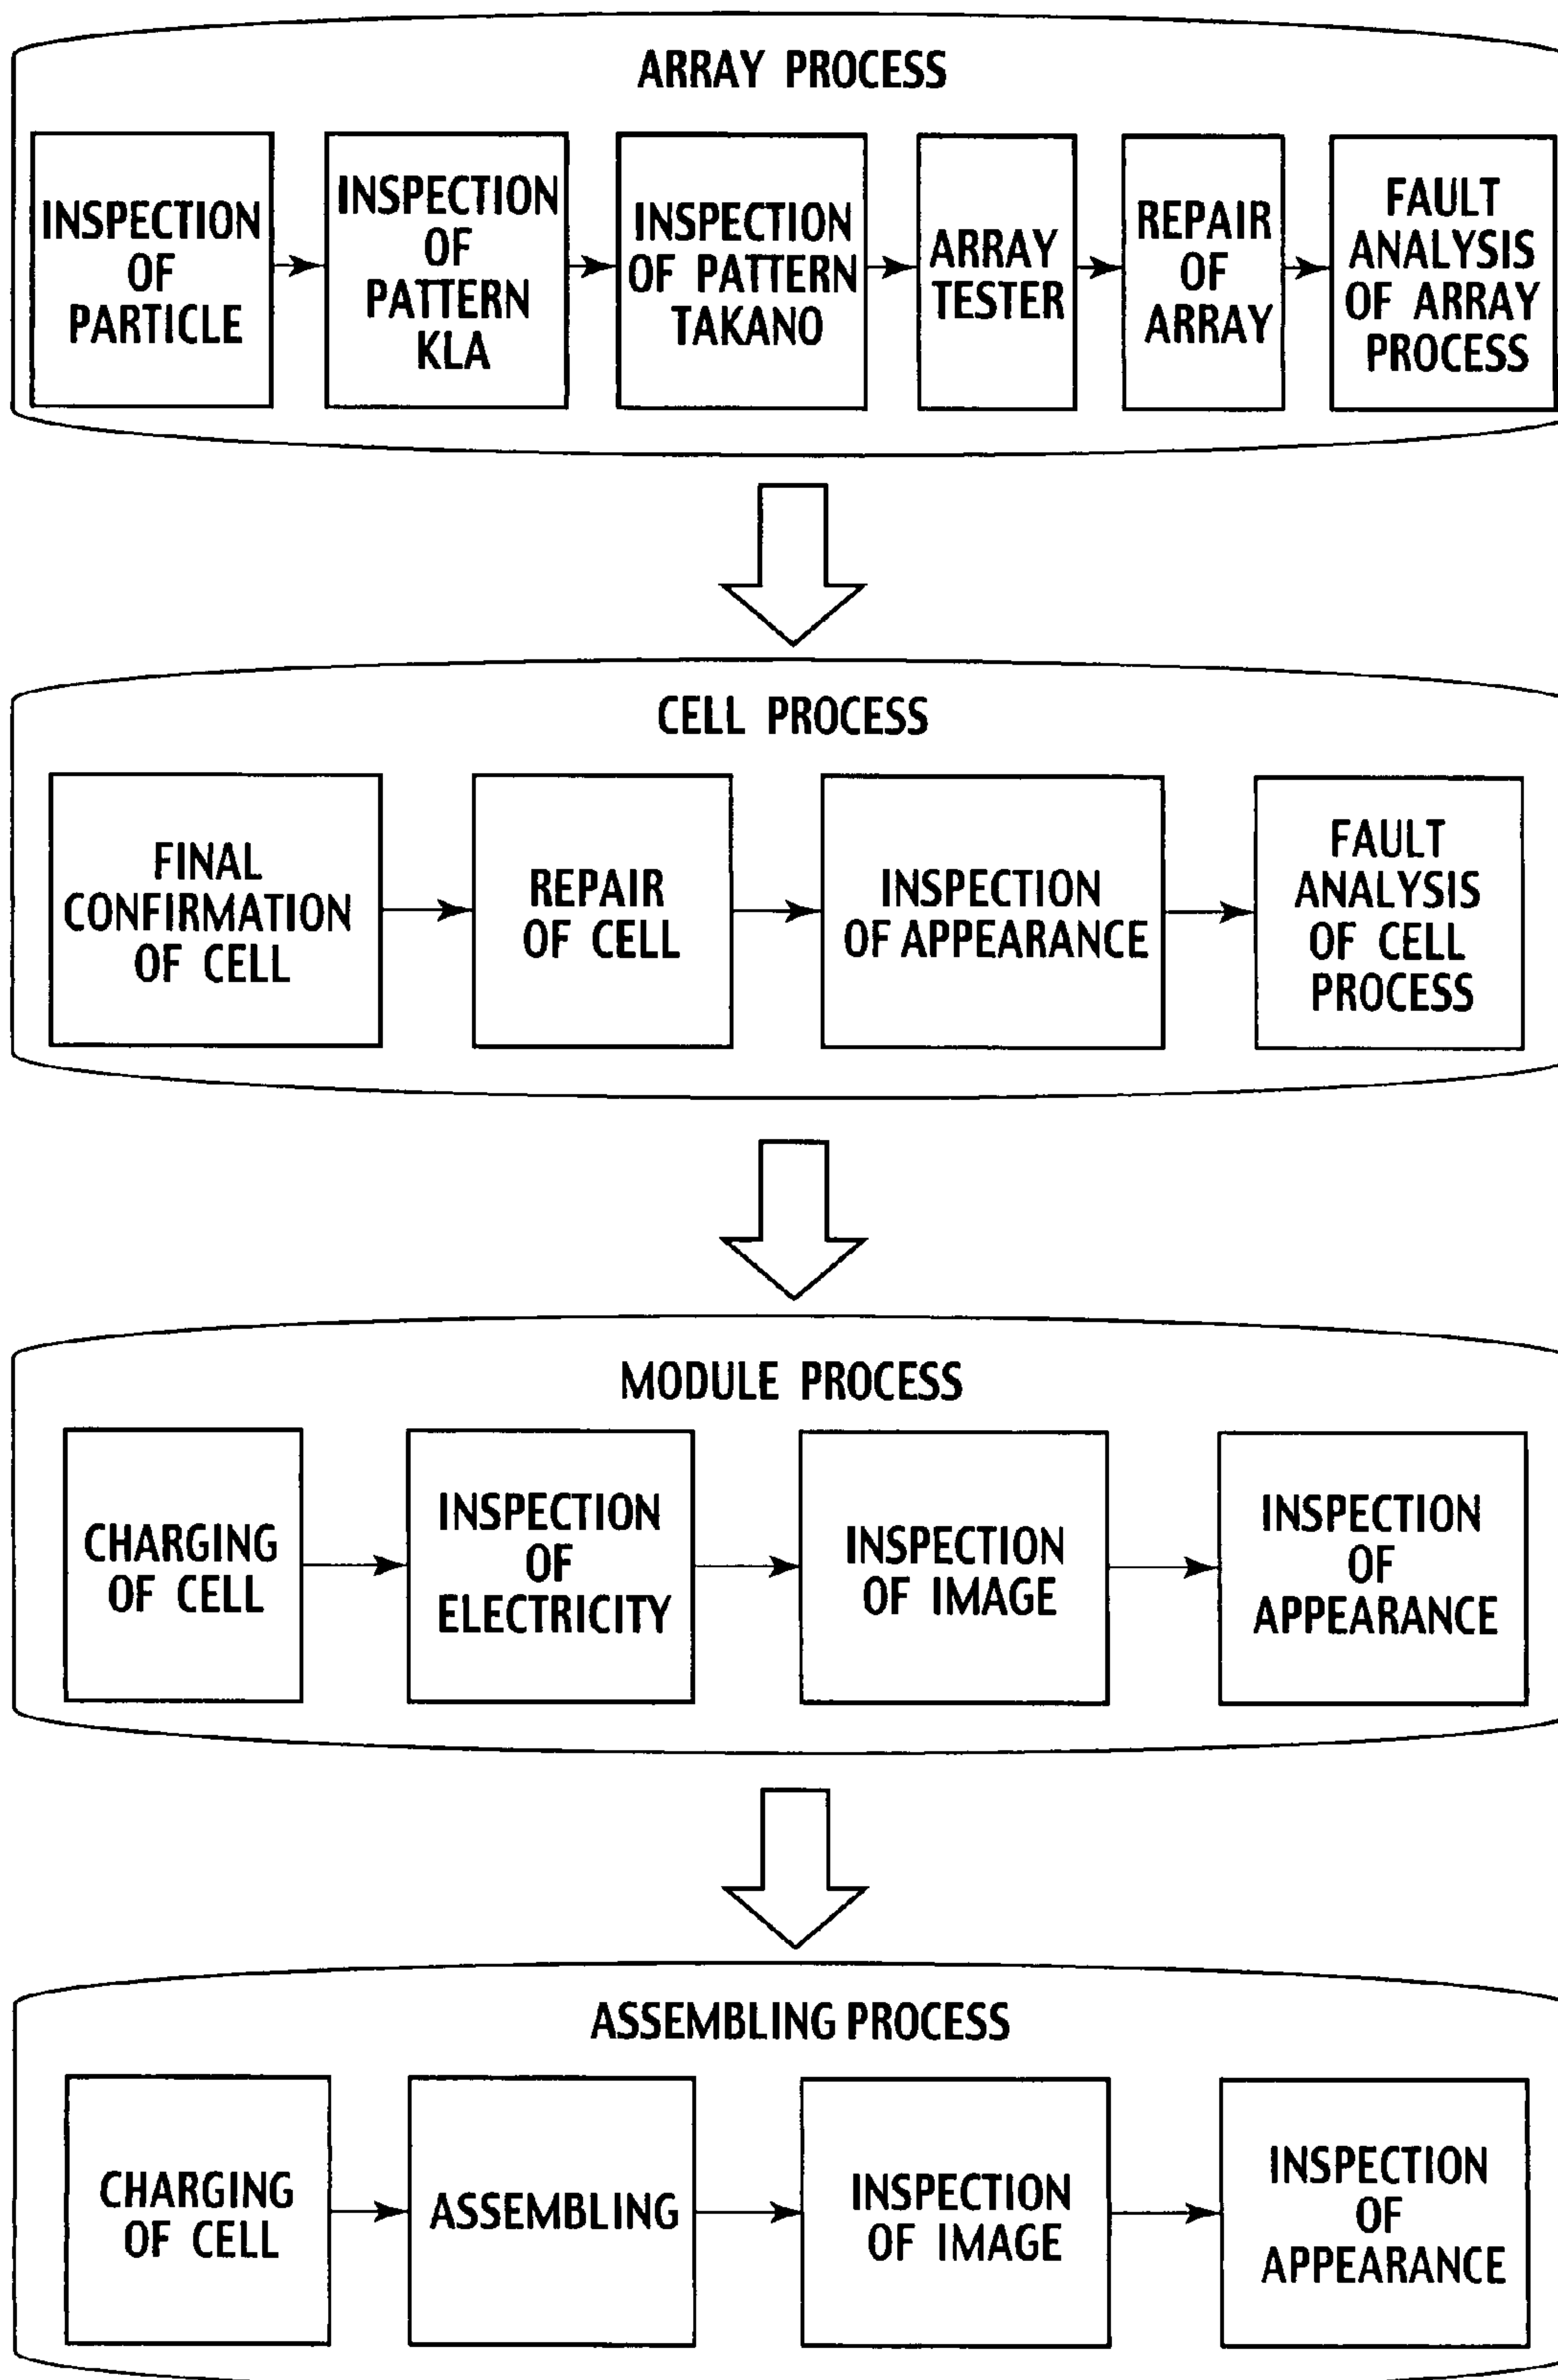 ARRAY PROCESS
INSPECTION
OF
PARTICLE
INSPECTION
OF
PATTERN
KLA
INSPECTION
OF PATTERN
TAKANO
ARRAY
TESTER
REPAIR
OF
ARRAY
FAULT
ANALYSIS
OF ARRAY
PROCESS
CELL PROCESS
FINAL
CONFIRMATION
OF CELL
REPAIR
OF CELL
INSPECTION
OF APPEARANCE
FAULT
ANALYSIS
OF CELL
PROCESS
MODULE PROCESS
CHARGING
OF CELL
INSPECTION
OF
ELECTRICITY
INSPECTION
OF IMAGE
INSPECTION
OF
APPEARANCE
ASSEMBLING PROCESS
CHARGING
OF CELL
ASSEMBLING
INSPECTION
OF IMAGE
INSPECTION
OF
APPEARANCE